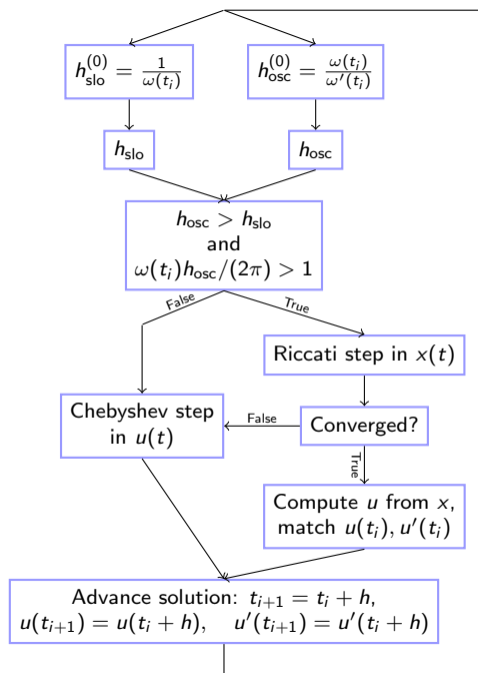 h_slo^(0) = 1/ω(t_i)
h_osc^(0) = ω(t_i)/ω′(t_i)
h_slo
h_osc
h_osc > h_slo
and
ω(t_i)h_osc/(2π) > 1
False
True
Riccati step in x(t)
Chebyshev step
in u(t)
False
Converged?
True
Compute u from x,
match u(t_i), u′(t_i)
Advance solution: t_{i+1} = t_i + h,
u(t_{i+1}) = u(t_i + h), u′(t_{i+1}) = u′(t_i + h)